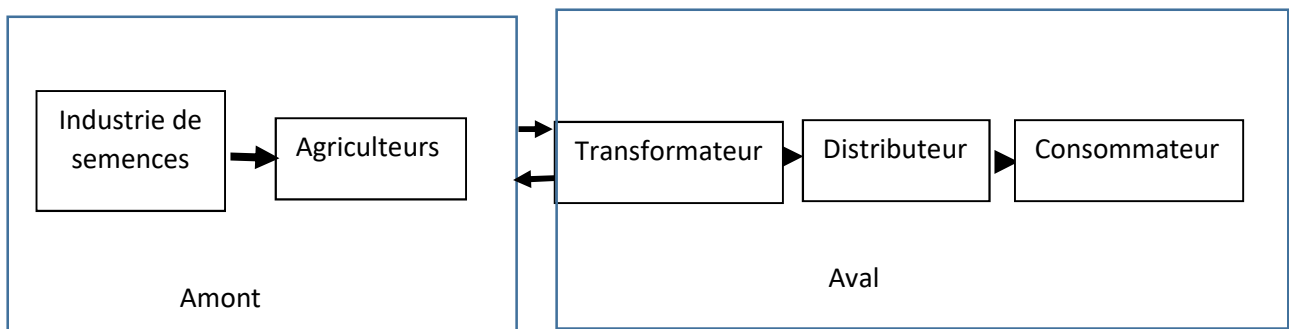 Industrie de
semences
Agriculteurs
Transformateur
Distributeur
Consommateur
Amont
Aval